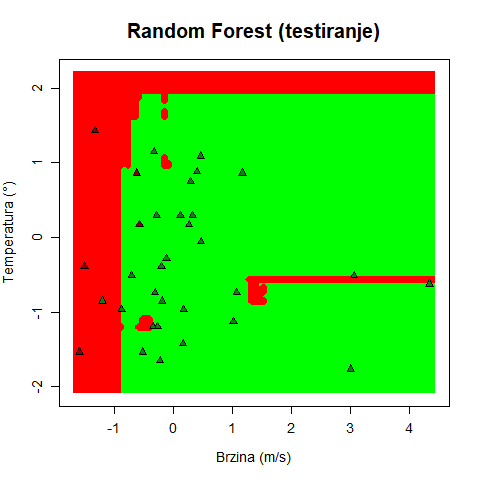 Random Forest (testiranje)
Temperatura (°)
2
1
0
-1
-2
-1 0 1 2 3 4
Brzina (m/s)